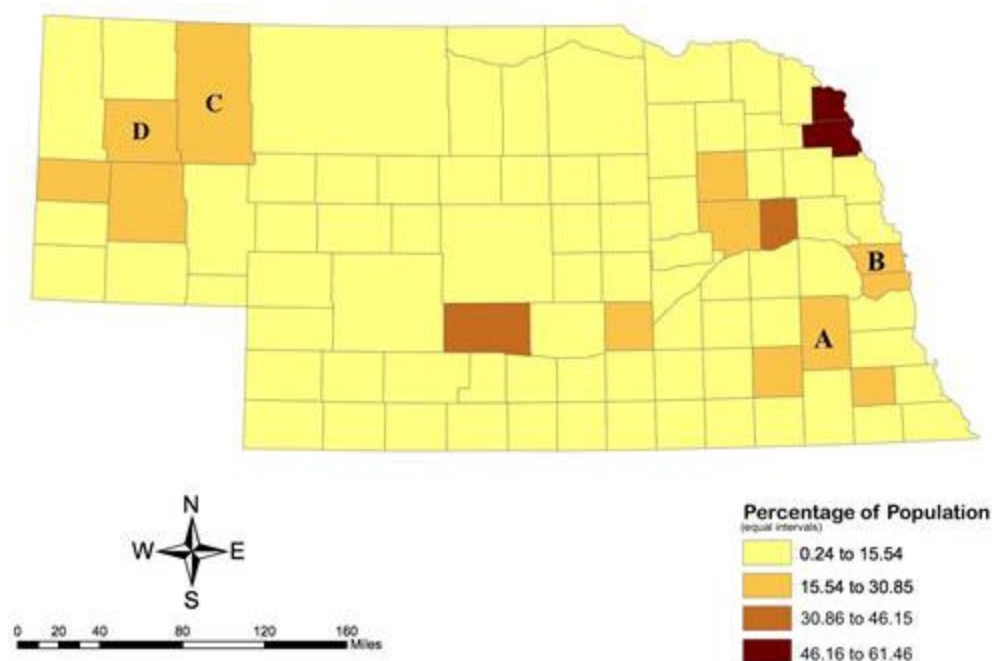 C
D
B
A
N
W E
S
0 20 40 80 120 160
Miles
Percentage of Population
(equal intervals)
0.24 to 15.54
15.54 to 30.85
30.86 to 46.15
46.16 to 61.46